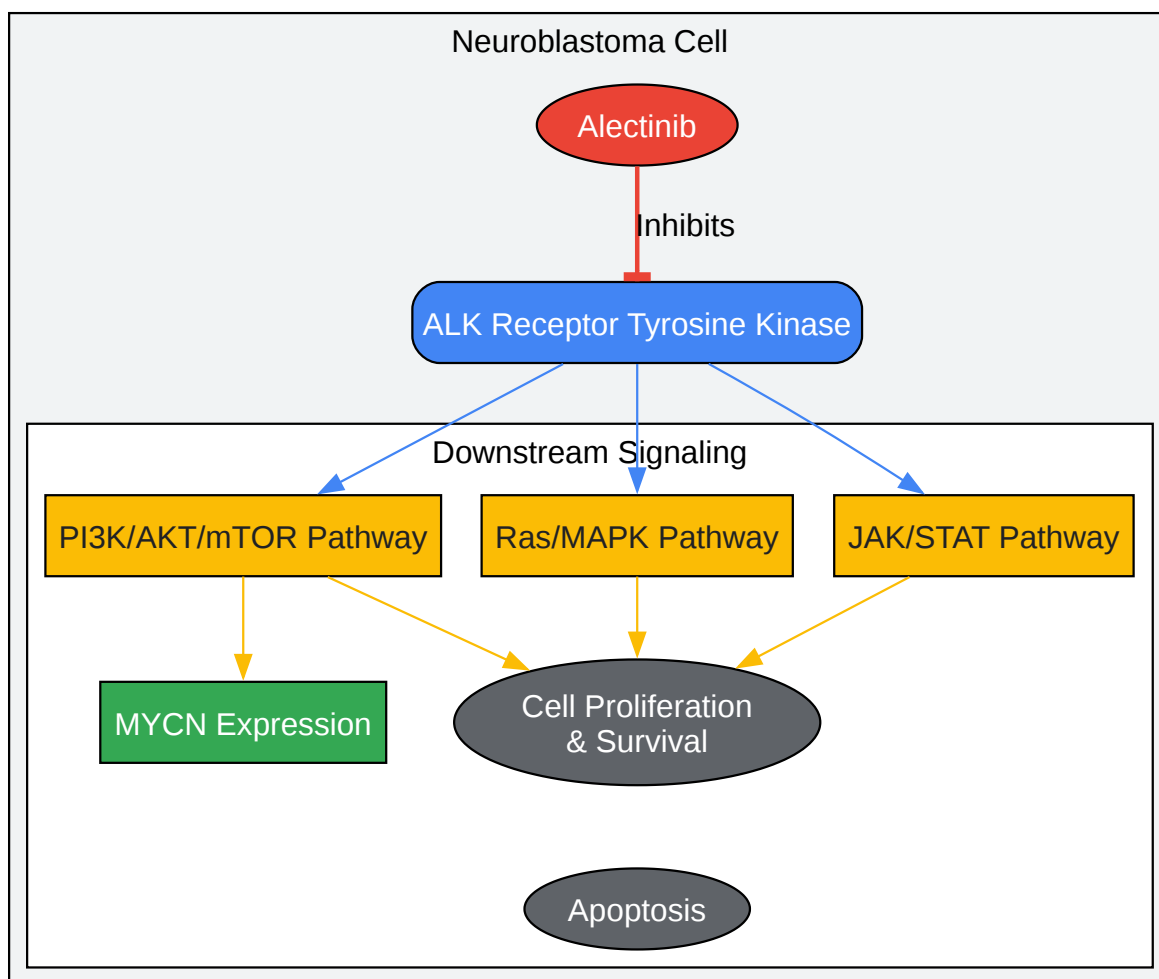 Neuroblastoma Cell
Alectinib
Inhibits
ALK Receptor Tyrosine Kinase
Downstream Signaling
PI3K/AKT/mTOR Pathway
Ras/MAPK Pathway
JAK/STAT Pathway
MYCN Expression
Cell Proliferation
& Survival
Apoptosis